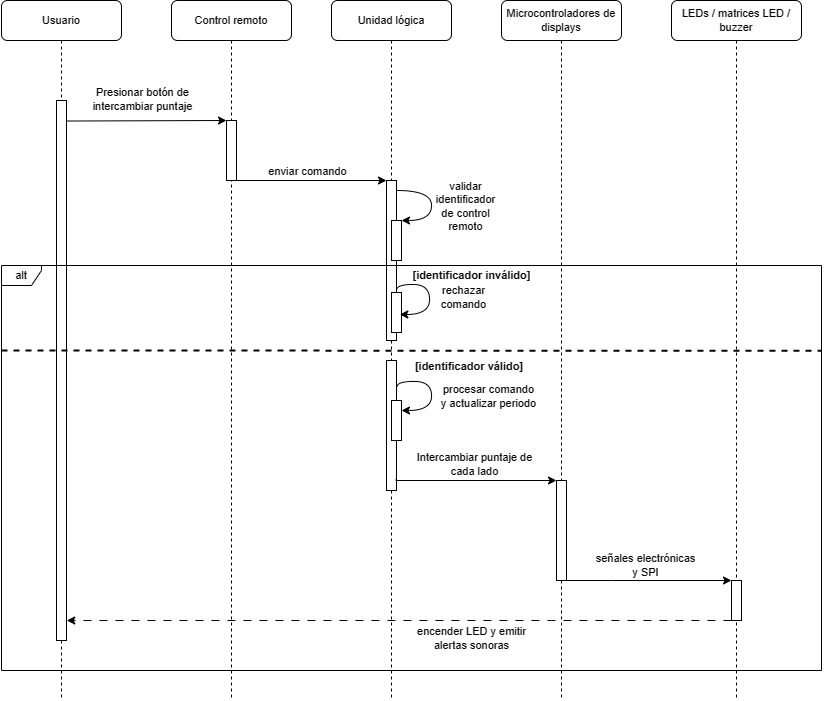 Usuario
Control remoto
Unidad lógica
Microcontroladores de
displays
LEDs / matrices LED /
buzzer
Presionar botón de
intercambiar puntaje
enviar comando
validar
identificador
de control
remoto
alt
[identificador inválido]
rechazar
comando
[identificador válido]
procesar comando
y actualizar periodo
Intercambiar puntaje de
cada lado
señales electrónicas
y SPI
encender LED y emitir
alertas sonoras